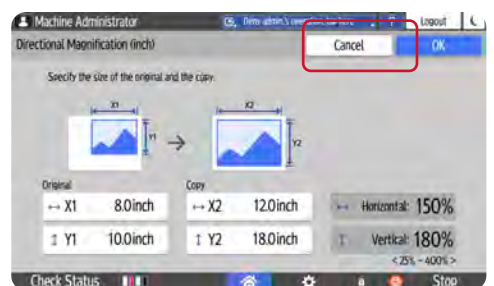 Machine Administrator
Logout
Directional Magnification (inch)
Cancel
OK
Specify the size of the original and the copy.
X1
X2
Y1
Y2
Original
Copy
X1 8.0inch
X2 12.0inch
Horizontal: 150%
Y1 10.0inch
Y2 18.0inch
Vertical: 180%
< 25% - 400% >
Check Status
Stop